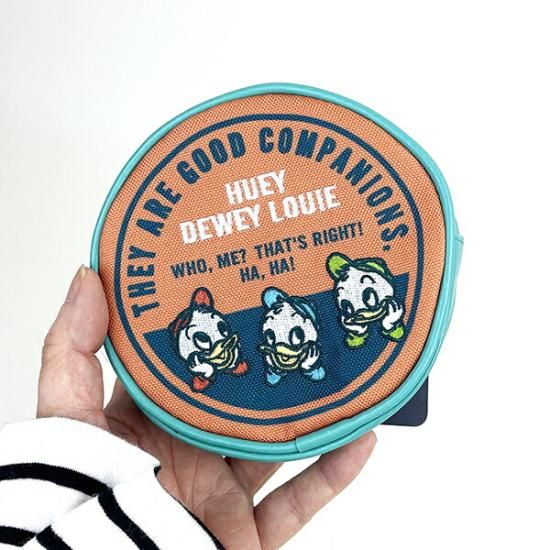 THEY ARE GOOD COMPANIONS.
HUEY
DEWEY LOUIE
WHO, ME? THAT'S RIGHT!
HA, HA!